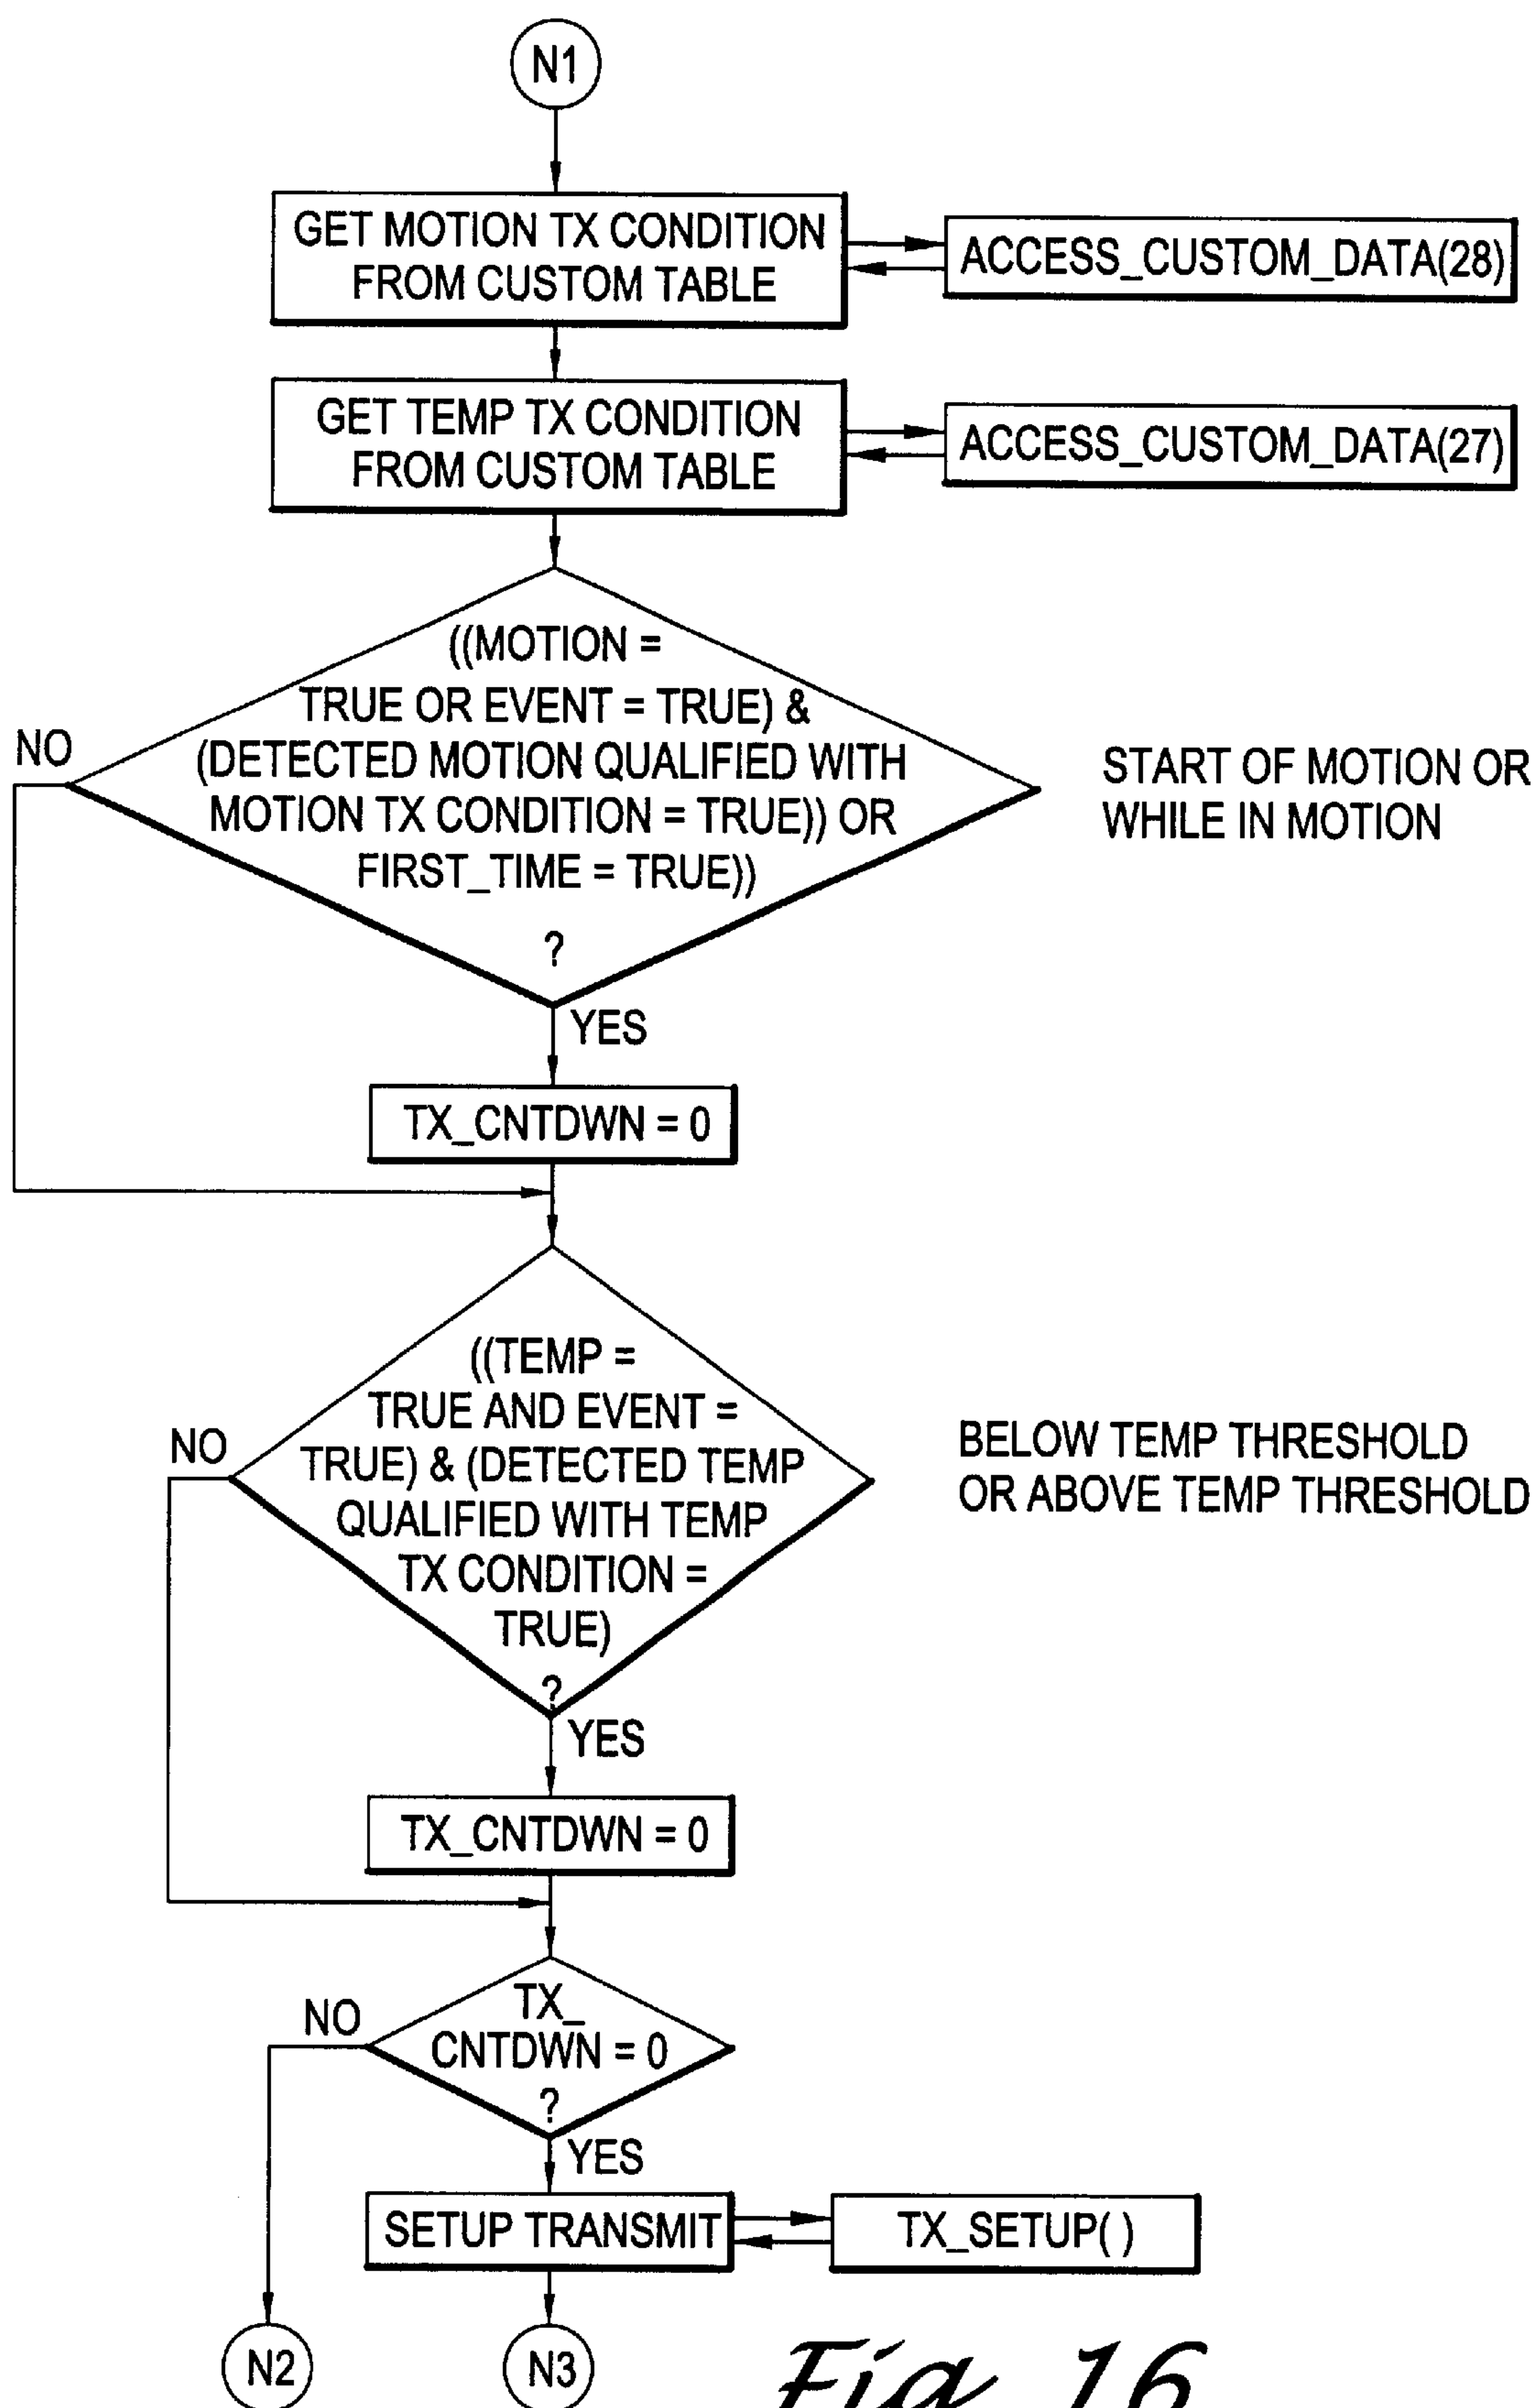 N1
GET MOTION TX CONDITION
FROM CUSTOM TABLE
ACCESS_CUSTOM_DATA(28)
GET TEMP TX CONDITION
FROM CUSTOM TABLE
ACCESS_CUSTOM_DATA(27)
((MOTION =
TRUE OR EVENT = TRUE) &
(DETECTED MOTION QUALIFIED WITH
MOTION TX CONDITION = TRUE)) OR
FIRST_TIME = TRUE))
?
NO
START OF MOTION OR
WHILE IN MOTION
YES
TX_CNTDWN = 0
((TEMP =
TRUE AND EVENT =
TRUE) & (DETECTED TEMP
QUALIFIED WITH TEMP
TX CONDITION =
TRUE)
?
NO
BELOW TEMP THRESHOLD
OR ABOVE TEMP THRESHOLD
YES
TX_CNTDWN = 0
TX_
CNTDWN = 0
?
NO
YES
SETUP TRANSMIT
TX_SETUP( )
N2
N3
Fig 16